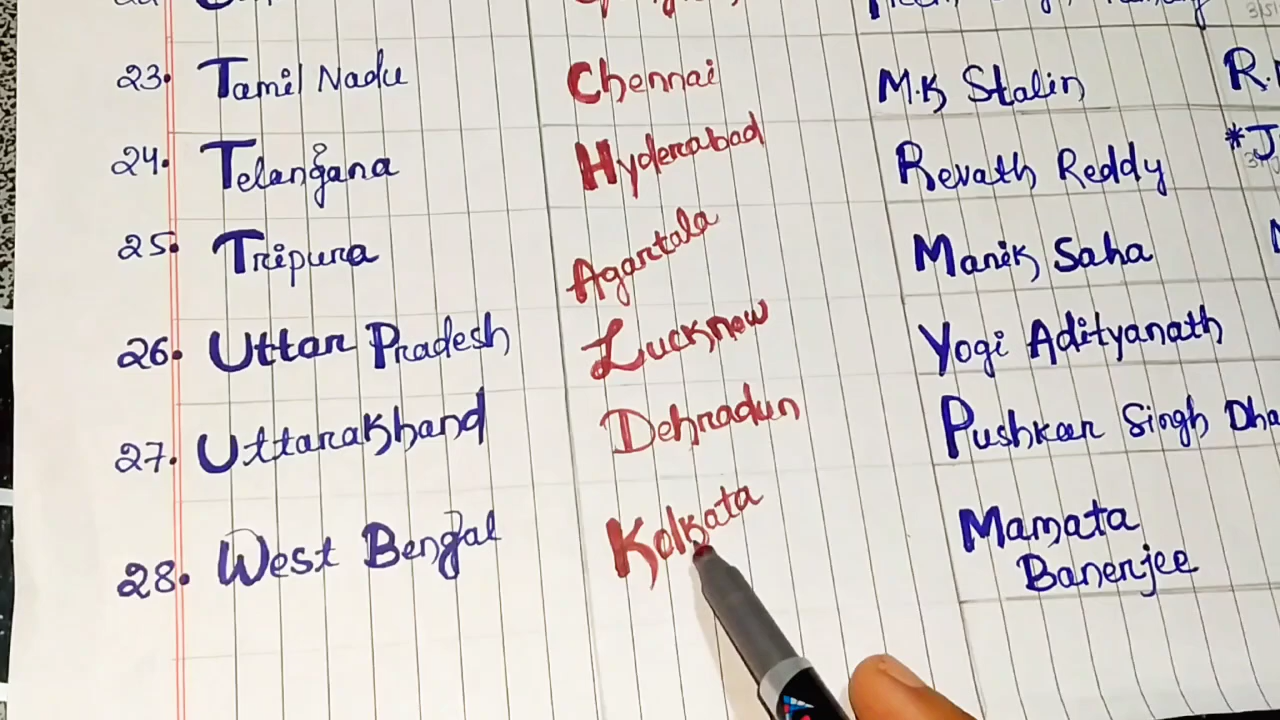 23. Tamil Nadu Chennai M.K Stalin R.
24. Telangana Hyderabad Revath Reddy *J
25. Tripura Agartala Manik Saha
26. Uttar Pradesh Lucknow Yogi Adityanath
27. Uttarakhand Dehradun Pushkar Singh Dha
28. West Bengal Kolkata Mamata
Banerjee